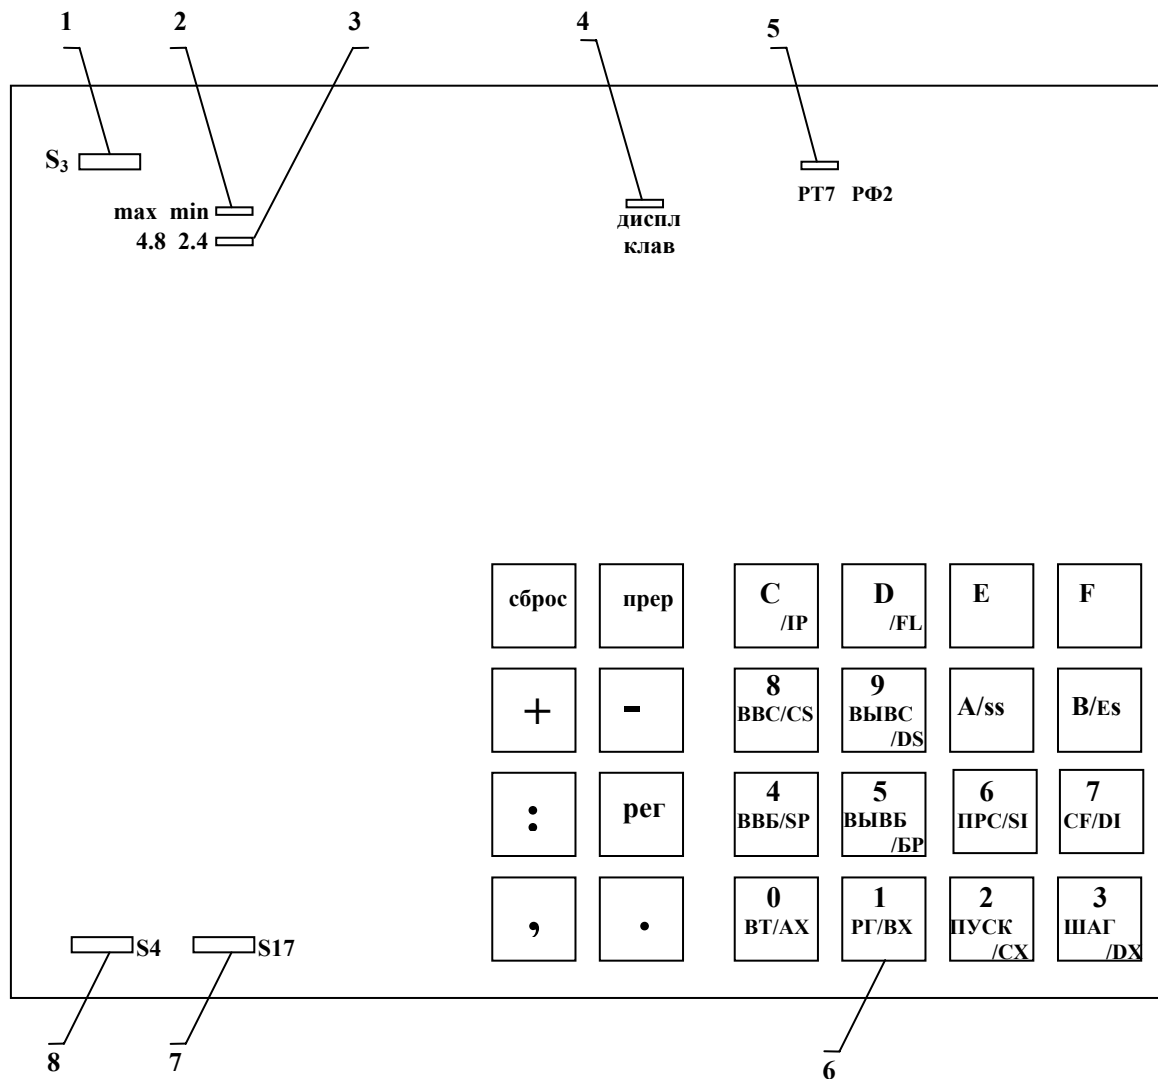 1 2 3 4 5
S₃
max min
4.8 2.4
диспл
клав
РТ7 РФ2
сброс прер C D E F
/IP /FL
+ - 8 9 A/ss B/Es
ВВС/CS ВЫВС
/DS
: рег 4 5 6 7
ВВБ/SP ВЫВБ ПРС/SI CF/DI
/БР
, . 0 1 2 3
ВТ/АХ РГ/ВХ ПУСК ШАГ
/CX /DX
S4 S17
8 7 6